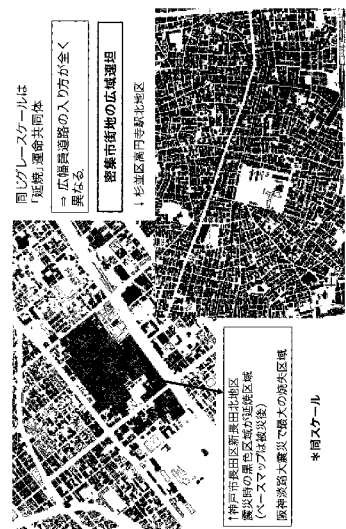 同じグレースケールは
「延焼」運命共同体
⇒ 広幅員道路の入り方が全く
異なる。
密集市街地の広域連坦
↓杉並区高円寺駅北地区
↑神戸市長田区新長田北地区
震災時の黒色区域が延焼区域
(ベースマップは被災後)
阪神淡路大震災で最大の焼失区域
＊同スケール